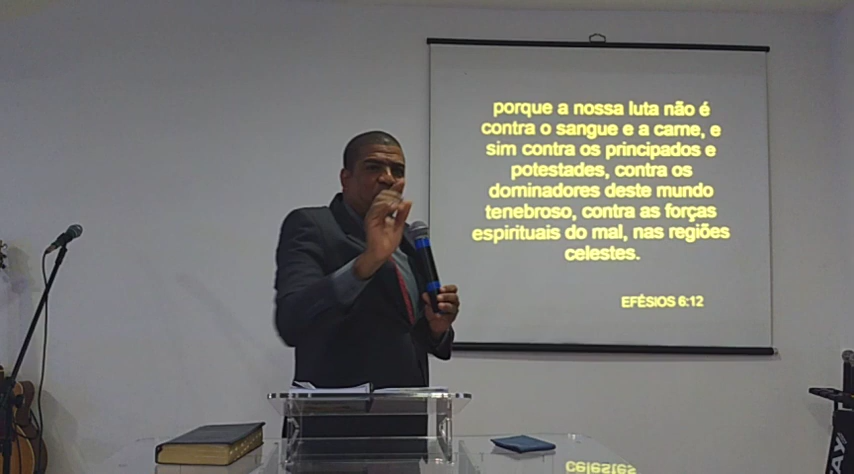 porque a nossa luta não é
contra o sangue e a carne, e
sim contra os principados e
potestades, contra os
dominadores deste mundo
tenebroso, contra as forças
espirituais do mal, nas regiões
celestes.
EFÉSIOS 6:12
celestes